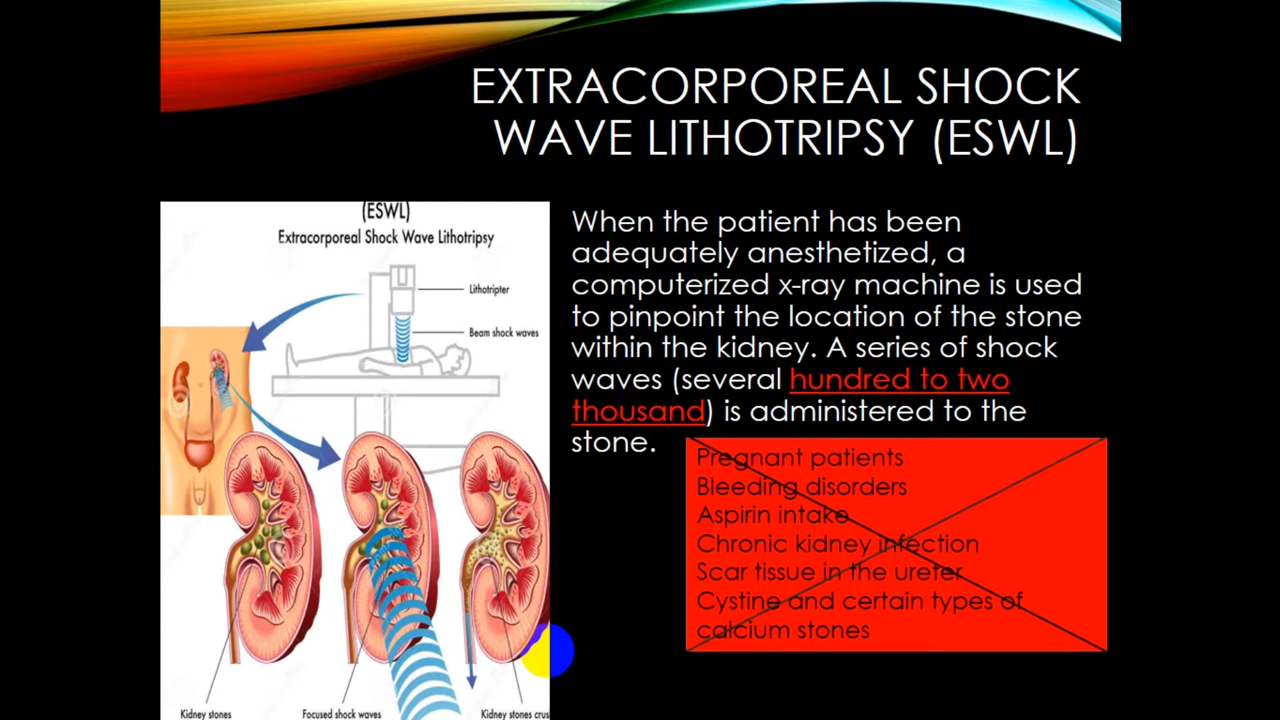 EXTRACORPOREAL SHOCK
WAVE LITHOTRIPSY (ESWL)
(ESWL)
Extracorporeal Shock Wave Lithotripsy
Lithotripter
Beam shock waves
Kidney stones
Focused shock waves
Kidney stones crus
When the patient has been
adequately anesthetized, a
computerized x-ray machine is used
to pinpoint the location of the stone
within the kidney. A series of shock
waves (several hundred to two
thousand) is administered to the
stone.
Pregnant patients
Bleeding disorders
Aspirin intake
Chronic kidney infection
Scar tissue in the ureter
Cystine and certain types of
calcium stones